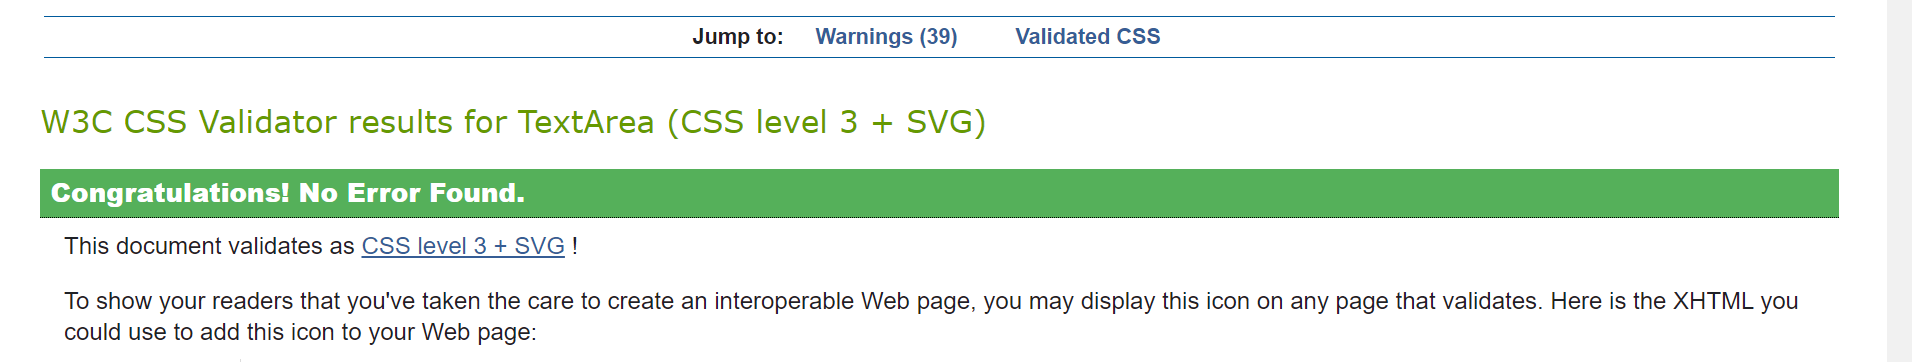 Jump to: Warnings (39) Validated CSS
W3C CSS Validator results for TextArea (CSS level 3 + SVG)
Congratulations! No Error Found.
This document validates as CSS level 3 + SVG !
To show your readers that you've taken the care to create an interoperable Web page, you may display this icon on any page that validates. Here is the XHTML you
could use to add this icon to your Web page: